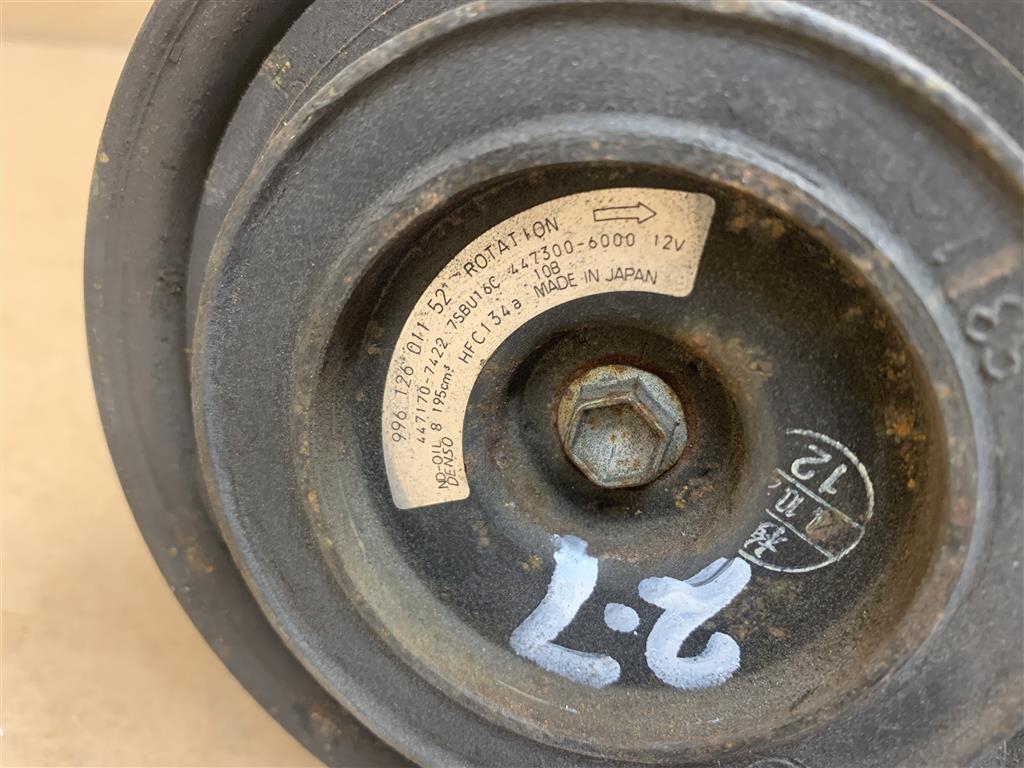 ROTATION
996 126 011 52
447170-7422 7SBU16C 447300-6000 12V
ND-OIL 8 195cm³ HFC134a 10B
DENSO MADE IN JAPAN
12
2.7
8